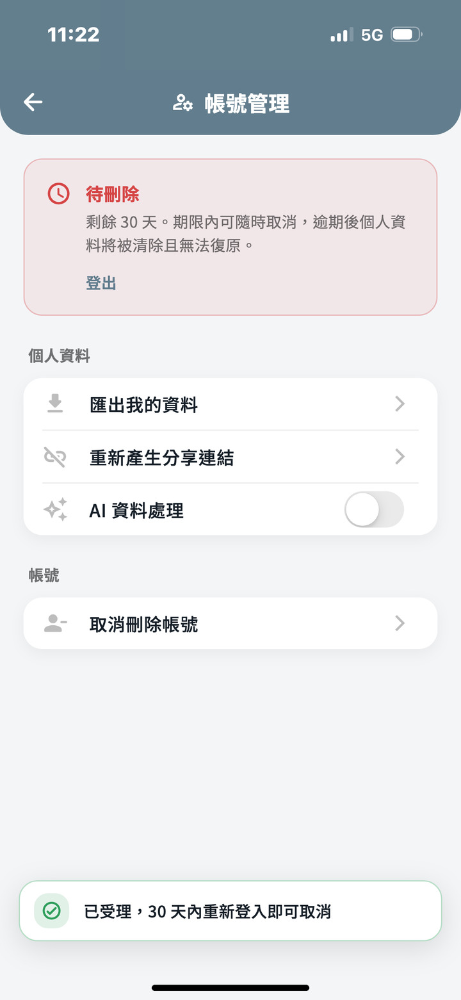 11:22
5G
帳號管理
待刪除
剩餘 30 天。期限內可隨時取消，逾期後個人資
料將被清除且無法復原。
登出
個人資料
匯出我的資料
重新產生分享連結
AI 資料處理
帳號
取消刪除帳號
已受理，30 天內重新登入即可取消